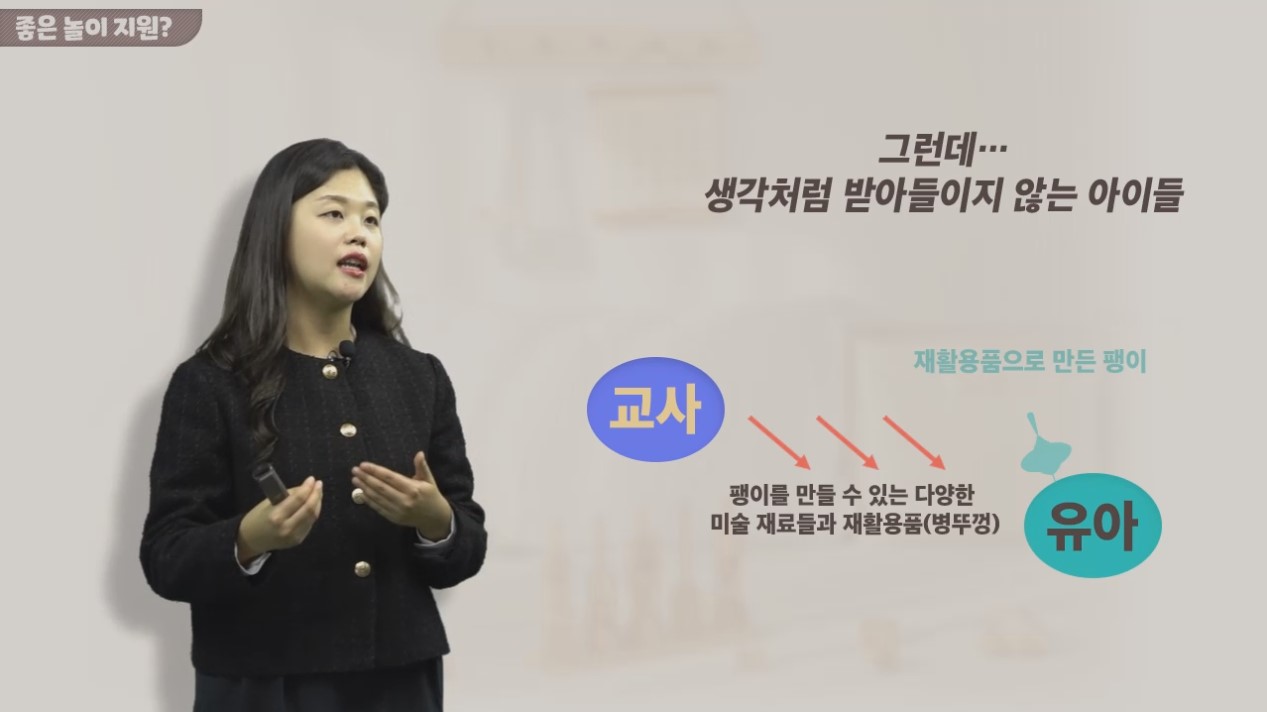 좋은 놀이 지원?
그런데…
생각처럼 받아들이지 않는 아이들
재활용품으로 만든 팽이
교사
팽이를 만들 수 있는 다양한
미술 재료들과 재활용품(병뚜껑)
유아